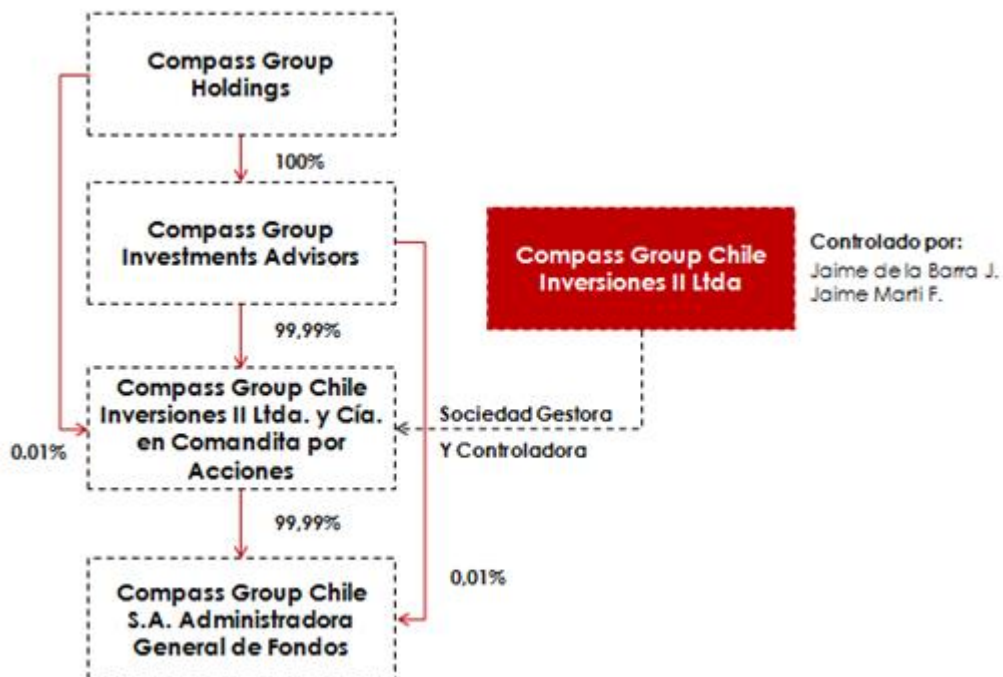 Compass Group
Holdings
100%
Compass Group
Investments Advisors
Compass Group Chile
Inversiones II Ltda
Controlado por:
Jaime de la Barra J.
Jaime Marti F.
99,99%
Compass Group Chile
Inversiones II Ltda. y Cía.
en Comandita por
Acciones
Sociedad Gestora
Y Controladora
0.01%
99,99%
0,01%
Compass Group Chile
S.A. Administradora
General de Fondos